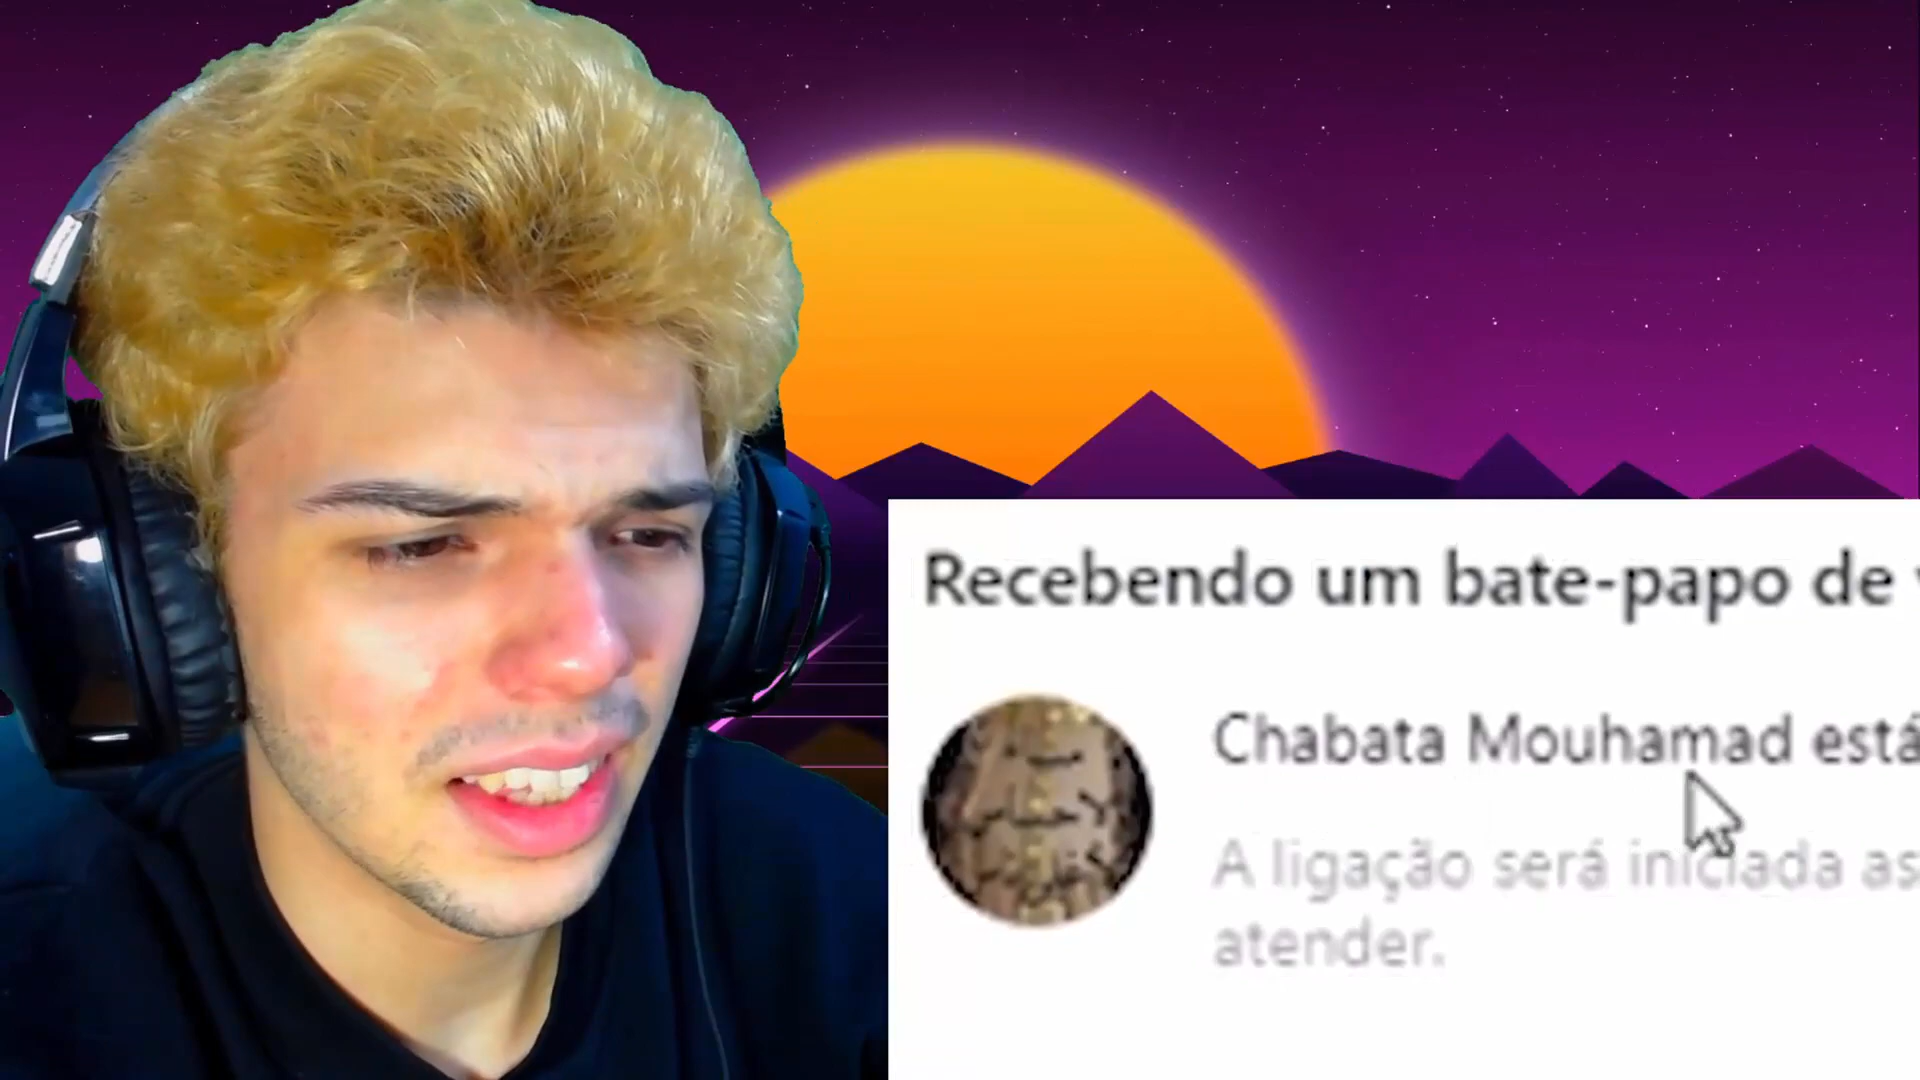 Recebendo um bate-papo de
Chabata Mouhamad está
A ligação será iniciada as
atender.